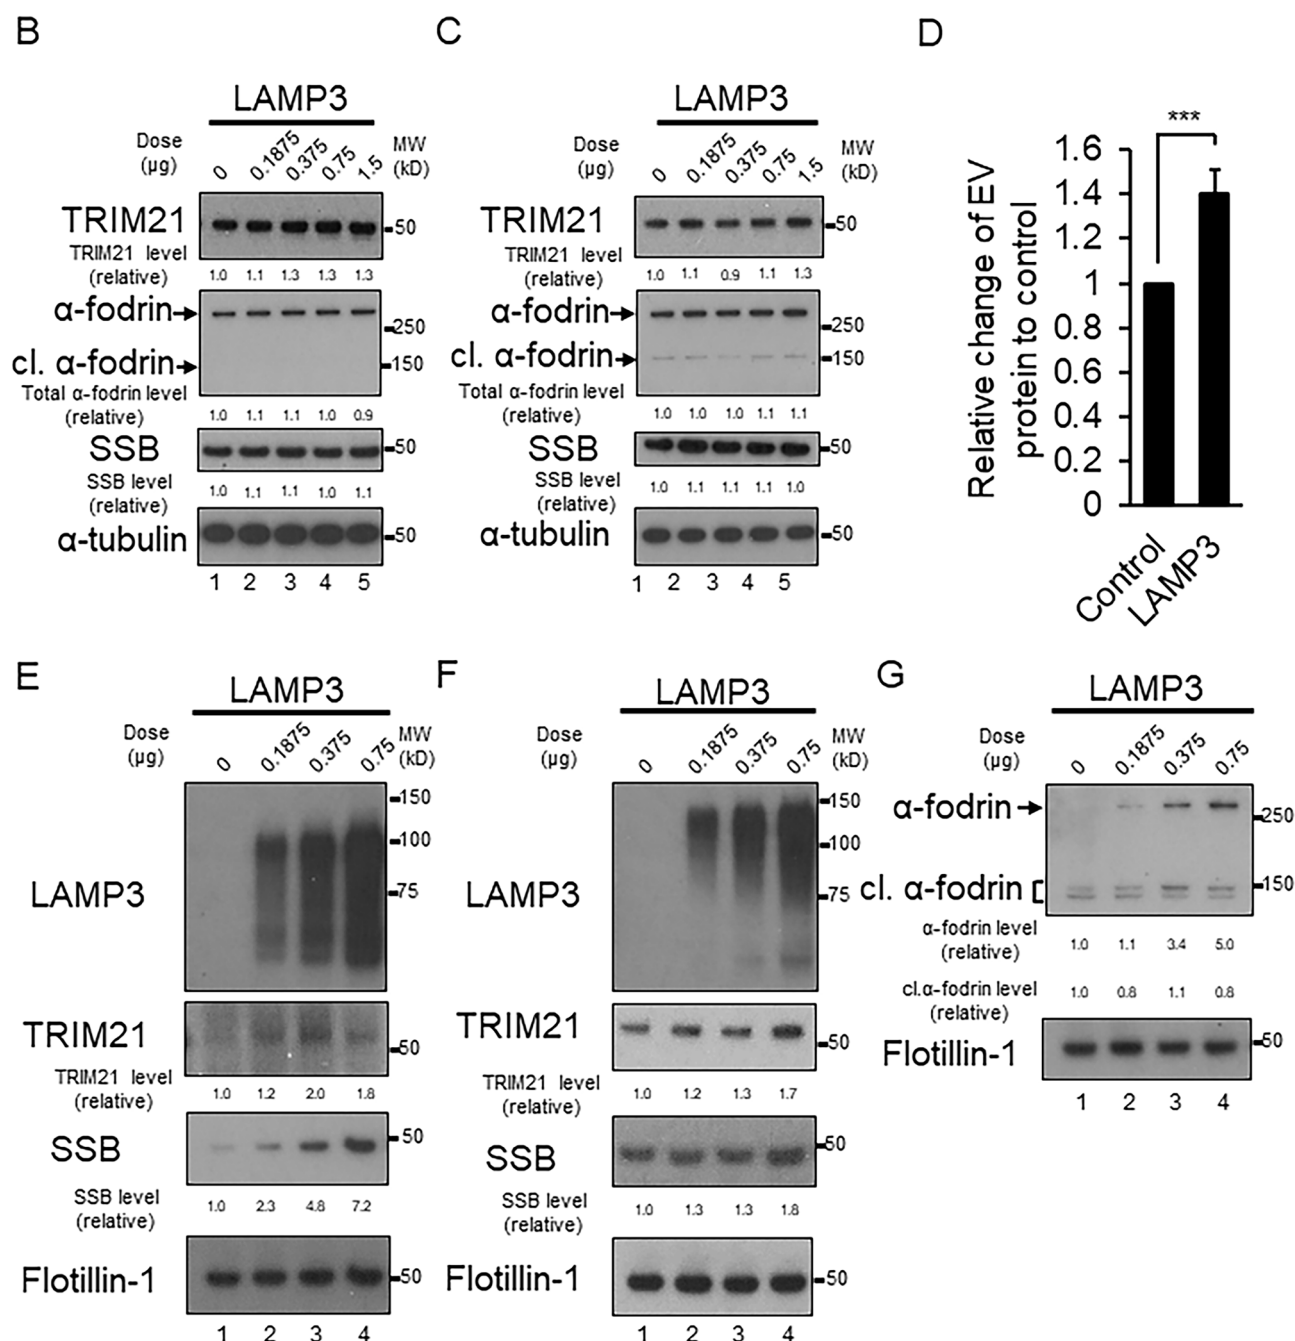 B
LAMP3
Dose
(µg)
0 0.1875 0.375 0.75 1.5
MW
(kD)
TRIM21
50
TRIM21 level
(relative)
1.0 1.1 1.3 1.3 1.3
α-fodrin
250
cl. α-fodrin
150
Total α-fodrin level
(relative)
1.0 1.1 1.1 1.0 0.9
SSB
50
SSB level
(relative)
1.0 1.1 1.1 1.0 1.1
α-tubulin
50
1 2 3 4 5
C
LAMP3
Dose
(µg)
0 0.1875 0.375 0.75 1.5
MW
(kD)
TRIM21
50
TRIM21 level
(relative)
1.0 1.1 0.9 1.1 1.3
α-fodrin
250
cl. α-fodrin
150
Total α-fodrin level
(relative)
1.0 1.0 1.0 1.1 1.1
SSB
50
SSB level
(relative)
1.0 1.1 1.1 1.1 1.0
α-tubulin
50
1 2 3 4 5
D
***
Relative change of EV
protein to control
1.6
1.4
1.2
1
0.8
0.6
0.4
0.2
0
Control
LAMP3
E
LAMP3
Dose
(µg)
0 0.1875 0.375 0.75
MW
(kD)
150
100
LAMP3
75
TRIM21
50
TRIM21 level
(relative)
1.0 1.2 2.0 1.8
SSB
50
SSB level
(relative)
1.0 2.3 4.8 7.2
Flotillin-1
50
1 2 3 4
F
LAMP3
Dose
(µg)
0 0.1875 0.375 0.75
MW
(kD)
150
100
LAMP3
75
TRIM21
50
TRIM21 level
(relative)
1.0 1.2 1.3 1.7
SSB
50
SSB level
(relative)
1.0 1.3 1.3 1.8
Flotillin-1
50
1 2 3 4
G
LAMP3
Dose
(µg)
0 0.1875 0.375 0.75
α-fodrin
250
cl. α-fodrin
150
α-fodrin level
(relative)
1.0 1.1 3.4 5.0
cl.α-fodrin level
(relative)
1.0 0.8 1.1 0.8
Flotillin-1
50
1 2 3 4